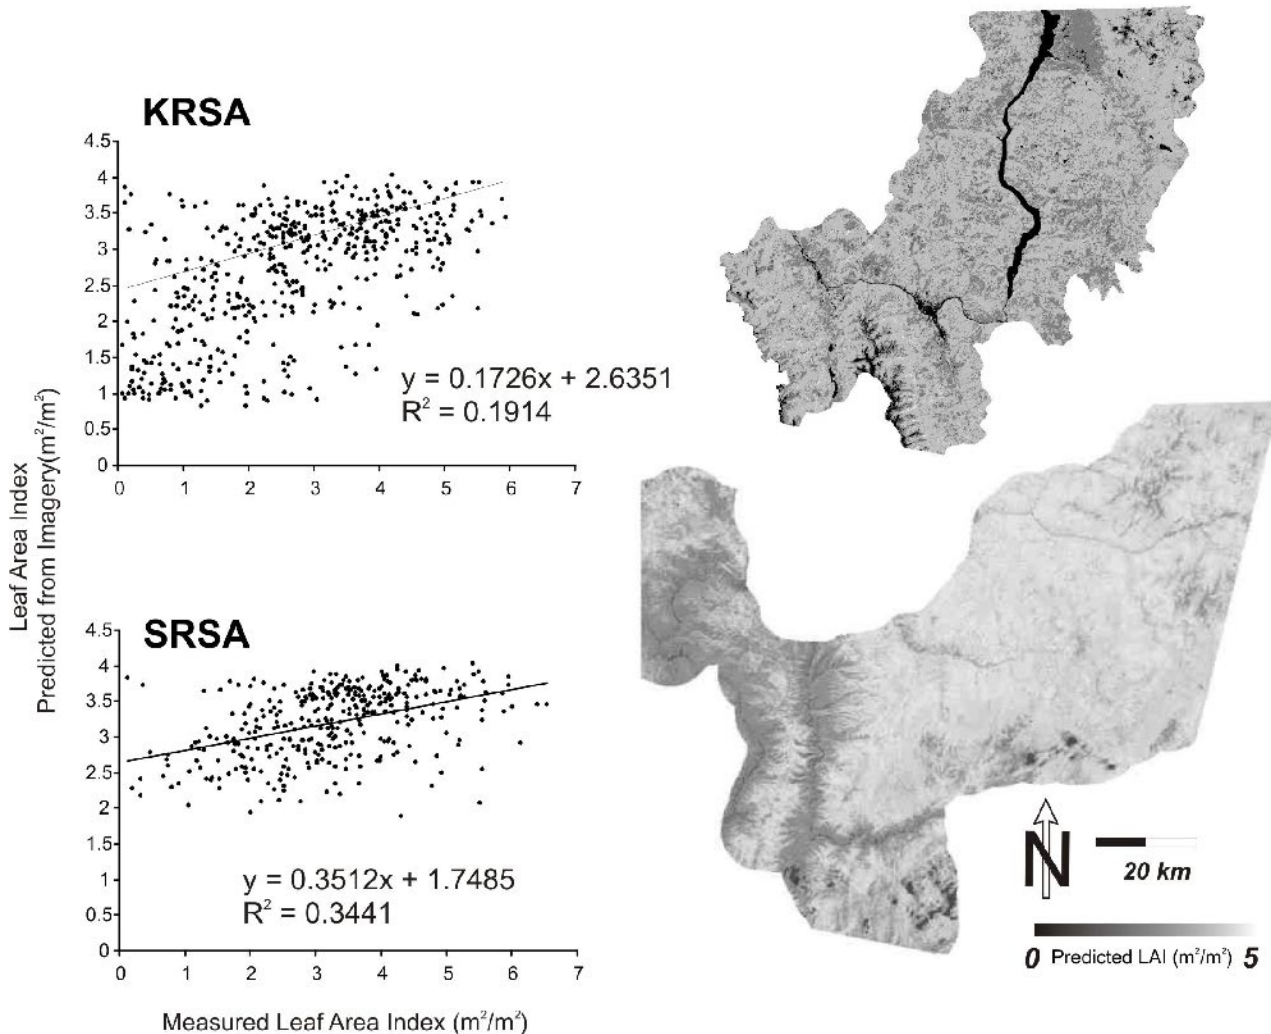 KRSA
4.5
4
3.5
3
2.5
2
1.5
1
0.5
0
0 1 2 3 4 5 6 7
y = 0.1726x + 2.6351
R² = 0.1914
Leaf Area Index
Predicted from Imagery(m²/m²)
SRSA
4.5
4
3.5
3
2.5
2
1.5
1
0.5
0
0 1 2 3 4 5 6 7
y = 0.3512x + 1.7485
R² = 0.3441
Measured Leaf Area Index (m²/m²)
N
20 km
0 Predicted LAI (m²/m²) 5